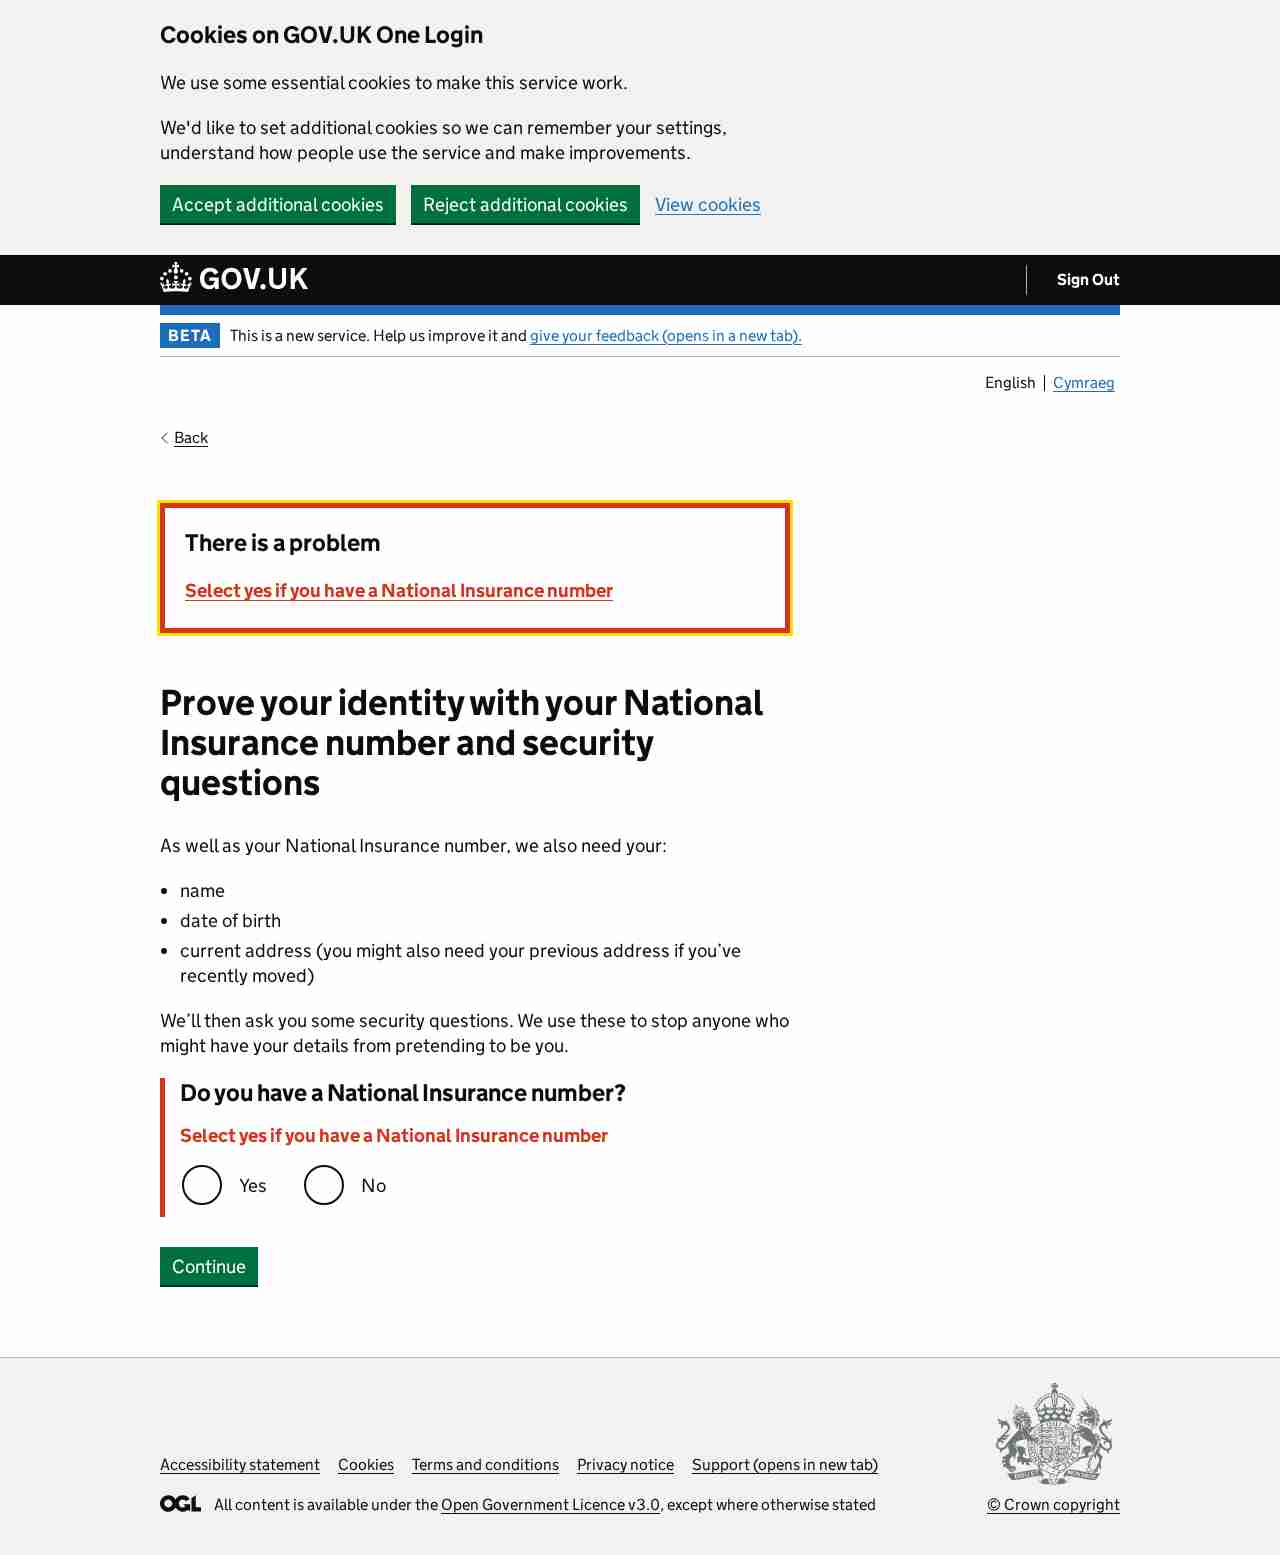 Cookies on GOV.UK One Login
We use some essential cookies to make this service work.
We'd like to set additional cookies so we can remember your settings,
understand how people use the service and make improvements.
Accept additional cookies
Reject additional cookies
View cookies
GOV.UK
Sign Out
BETA
This is a new service. Help us improve it and give your feedback (opens in a new tab).
English
Cymraeg
Back
There is a problem
Select yes if you have a National Insurance number
Prove your identity with your National
Insurance number and security
questions
As well as your National Insurance number, we also need your:
• name
• date of birth
• current address (you might also need your previous address if you’ve
recently moved)
We’ll then ask you some security questions. We use these to stop anyone who
might have your details from pretending to be you.
Do you have a National Insurance number?
Select yes if you have a National Insurance number
Yes
No
Continue
Accessibility statement
Cookies
Terms and conditions
Privacy notice
Support (opens in new tab)
OGL
All content is available under the Open Government Licence v3.0, except where otherwise stated
© Crown copyright